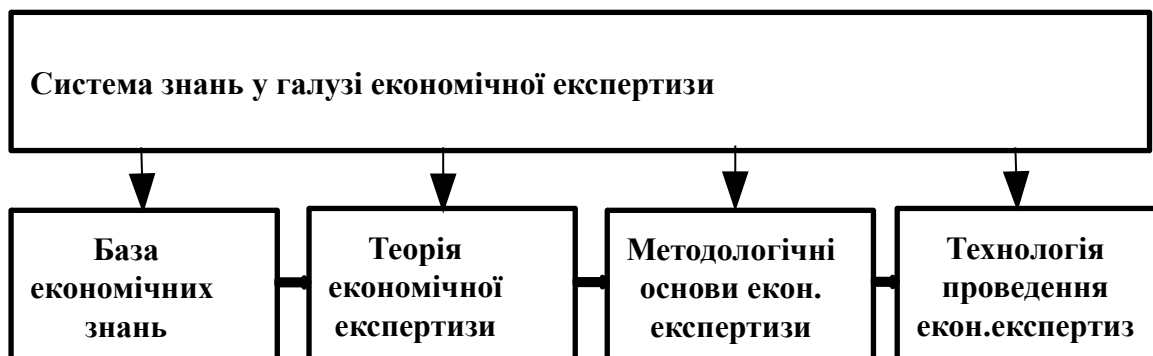 Система знань у галузі економічної експертизи
База
економічних
знань
Теорія
економічної
експертизи
Методологічні
основи екон.
експертизи
Технологія
проведення
екон.експертиз